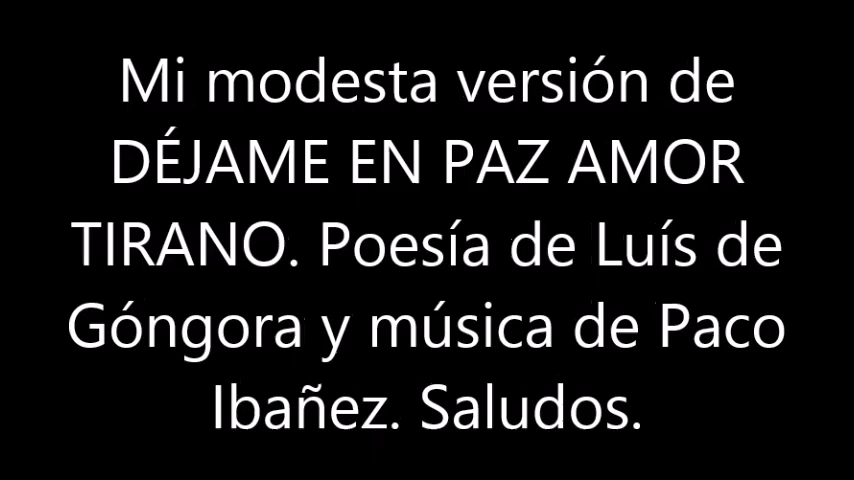 Mi modesta versión de
DÉJAME EN PAZ AMOR
TIRANO. Poesía de Luís de
Góngora y música de Paco
Ibañez. Saludos.